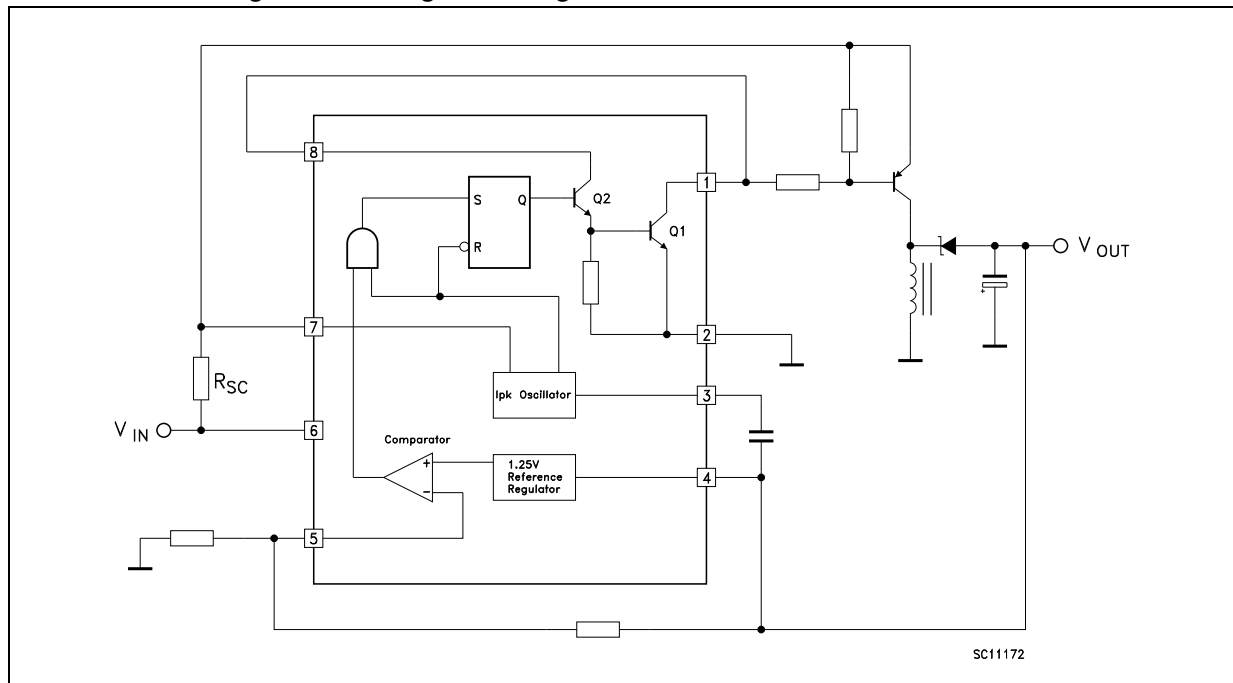 8
1
S
Q
Q2
Q1
R
7
2
R SC
Ipk Oscillator
3
V IN
6
Comparator
+
−
1.25V
Reference
Regulator
4
5
V OUT
+
SC11172